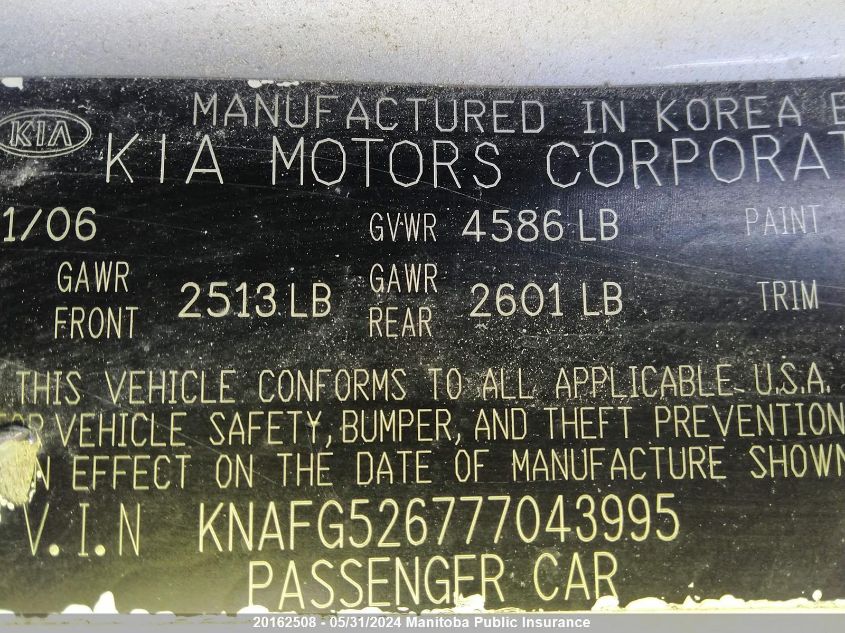 MANUFACTURED IN KOREA
KIA
KIA MOTORS CORPORAT
1/06 GVWR 4586 LB PAINT
GAWR FRONT 2513 LB GAWR REAR 2601 LB TRIM
THIS VEHICLE CONFORMS TO ALL APPLICABLE U.S.A.
VEHICLE SAFETY, BUMPER, AND THEFT PREVENTION
N EFFECT ON THE DATE OF MANUFACTURE SHOWN
V.I.N KNAFG526777043995
PASSENGER CAR
20162508 - 05/31/2024 Manitoba Public Insurance